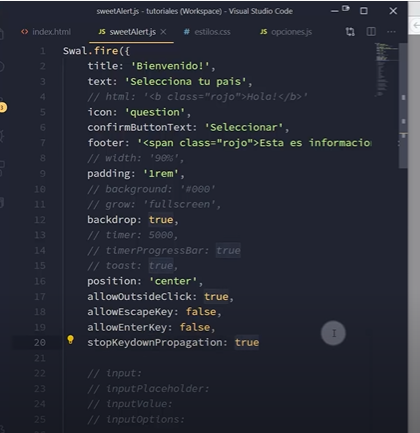 sweetAlert.js - tutoriales (Workspace) - Visual Studio Code
index.html
sweetAlert.js
estilos.css
opciones.js
1 Swal.fire({
2 title: 'Bienvenido!',
3 text: 'Selecciona tu pais',
4 // html: '<b class="rojo">Hola!</b>'
5 icon: 'question',
6 confirmButtonText: 'Seleccionar',
7 footer: '<span class="rojo">Esta es informacion
8 // width: '90%',
9 padding: '1rem',
10 // background: '#000'
11 // grow: 'fullscreen',
12 backdrop: true,
13 // timer: 5000,
14 // timerProgressBar: true
15 // toast: true,
16 position: 'center',
17 allowOutsideClick: true,
18 allowEscapeKey: false,
19 allowEnterKey: false,
20 stopKeydownPropagation: true
21
22 // input:
23 // inputPlaceholder:
24 // inputValue:
25 // inputOptions: